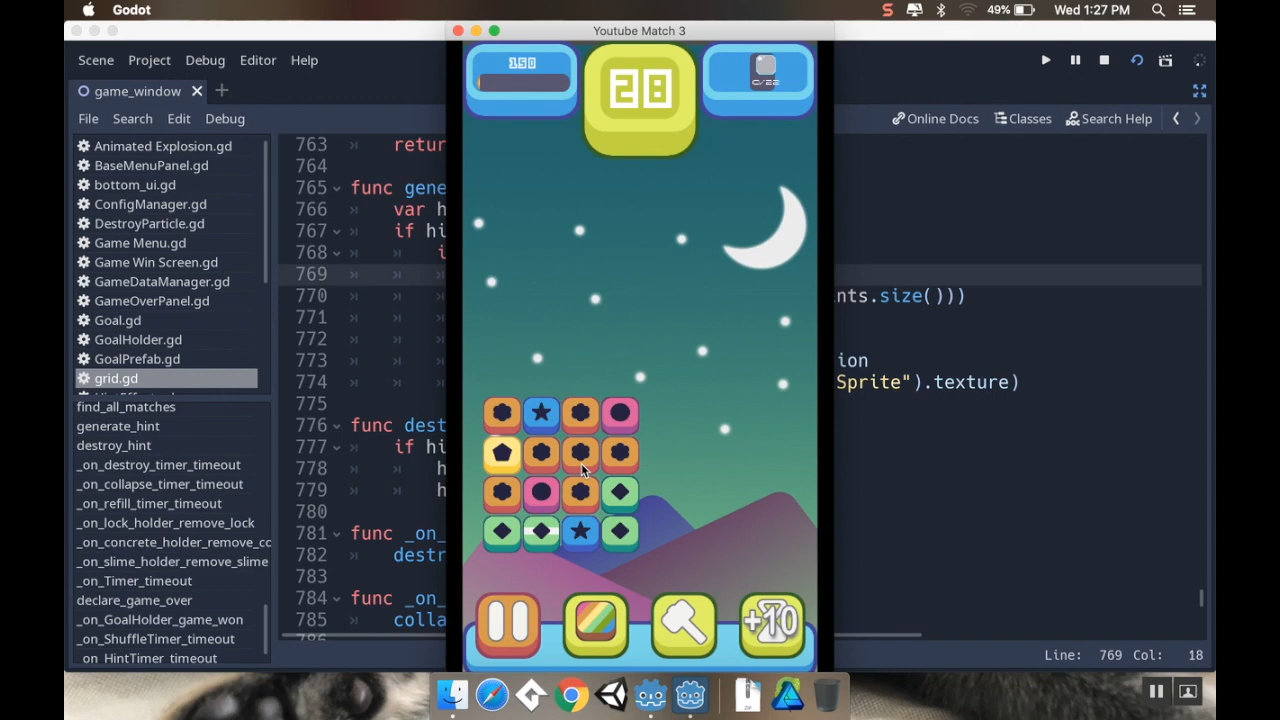 Godot
49%
Wed 1:27 PM
Youtube Match 3
Scene Project Debug Editor Help
game_window
File Search Edit Debug
Online Docs Classes Search Help
Animated Explosion.gd
BaseMenuPanel.gd
bottom_ui.gd
ConfigManager.gd
DestroyParticle.gd
Game Menu.gd
Game Win Screen.gd
GameDataManager.gd
GameOverPanel.gd
Goal.gd
GoalHolder.gd
GoalPrefab.gd
grid.gd
find_all_matches
generate_hint
destroy_hint
_on_destroy_timer_timeout
_on_collapse_timer_timeout
_on_refill_timer_timeout
_on_lock_holder_remove_lock
_on_concrete_holder_remove_cc
_on_slime_holder_remove_slime
_on_Timer_timeout
declare_game_over
_on_GoalHolder_game_won
_on_ShuffleTimer_timeout
_on_HintTimer_timeout
763 retur
764
765 func gene
766 var h
767 if hi
768 i
769
770 nts.size()))
771
772
773 ion
774 Sprite").texture)
775
776 func dest
777 if hi
778 h
779 h
780
781 func _on_
782 destr
783
784 func _on_
785 colla
786
150
28
0/22
+10
Line: 769 Col: 18
ZIP